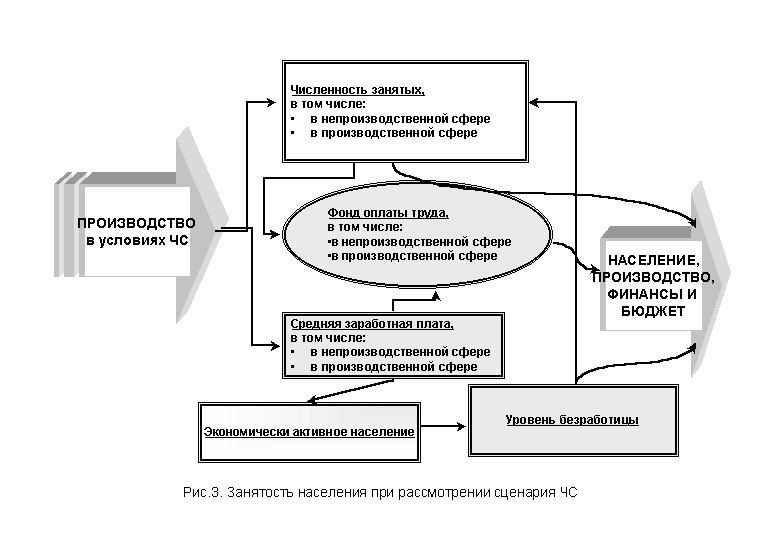 Численность занятых,
в том числе:
• в непроизводственной сфере
• в производственной сфере
ПРОИЗВОДСТВО
в условиях ЧС
Фонд оплаты труда,
в том числе:
•в непроизводственной сфере
•в производственной сфере
НАСЕЛЕНИЕ,
ПРОИЗВОДСТВО,
ФИНАНСЫ И
БЮДЖЕТ
Средняя заработная плата,
в том числе:
• в непроизводственной сфере
• в производственной сфере
Экономически активное население
Уровень безработицы
Рис.3. Занятость населения при рассмотрении сценария ЧС